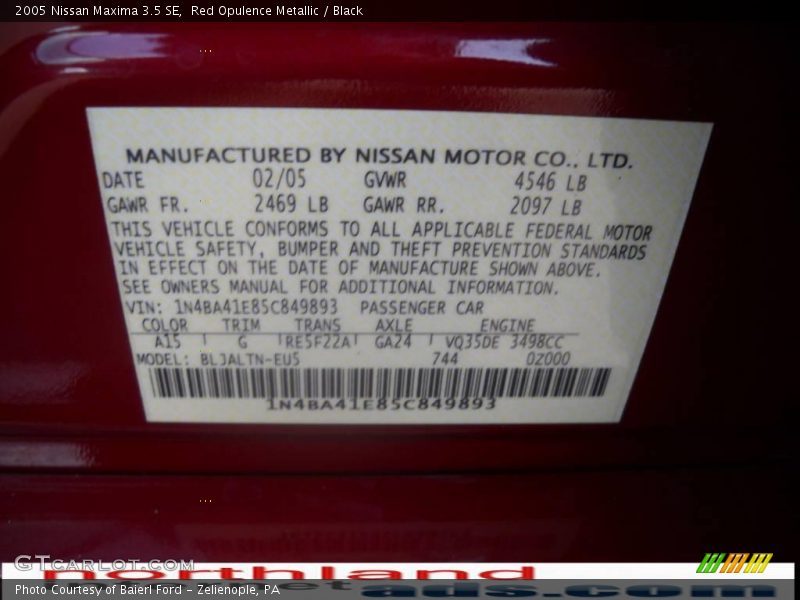 2005 Nissan Maxima 3.5 SE, Red Opulence Metallic / Black
MANUFACTURED BY NISSAN MOTOR CO., LTD.
DATE 02/05 GVWR 4546 LB
GAWR FR. 2469 LB GAWR RR. 2097 LB
THIS VEHICLE CONFORMS TO ALL APPLICABLE FEDERAL MOTOR
VEHICLE SAFETY, BUMPER AND THEFT PREVENTION STANDARDS
IN EFFECT ON THE DATE OF MANUFACTURE SHOWN ABOVE.
SEE OWNERS MANUAL FOR ADDITIONAL INFORMATION.
VIN: 1N4BA41E85C849893 PASSENGER CAR
COLOR TRIM TRANS AXLE ENGINE
A15 G RE5F22A GA24 VQ35DE 3498CC
MODEL: BLJALTN-EU5 744 02000
1N4BA41E85C849893
GTcarlot.com
northland
ads.com
Photo Courtesy of Baierl Ford - Zelienople, PA